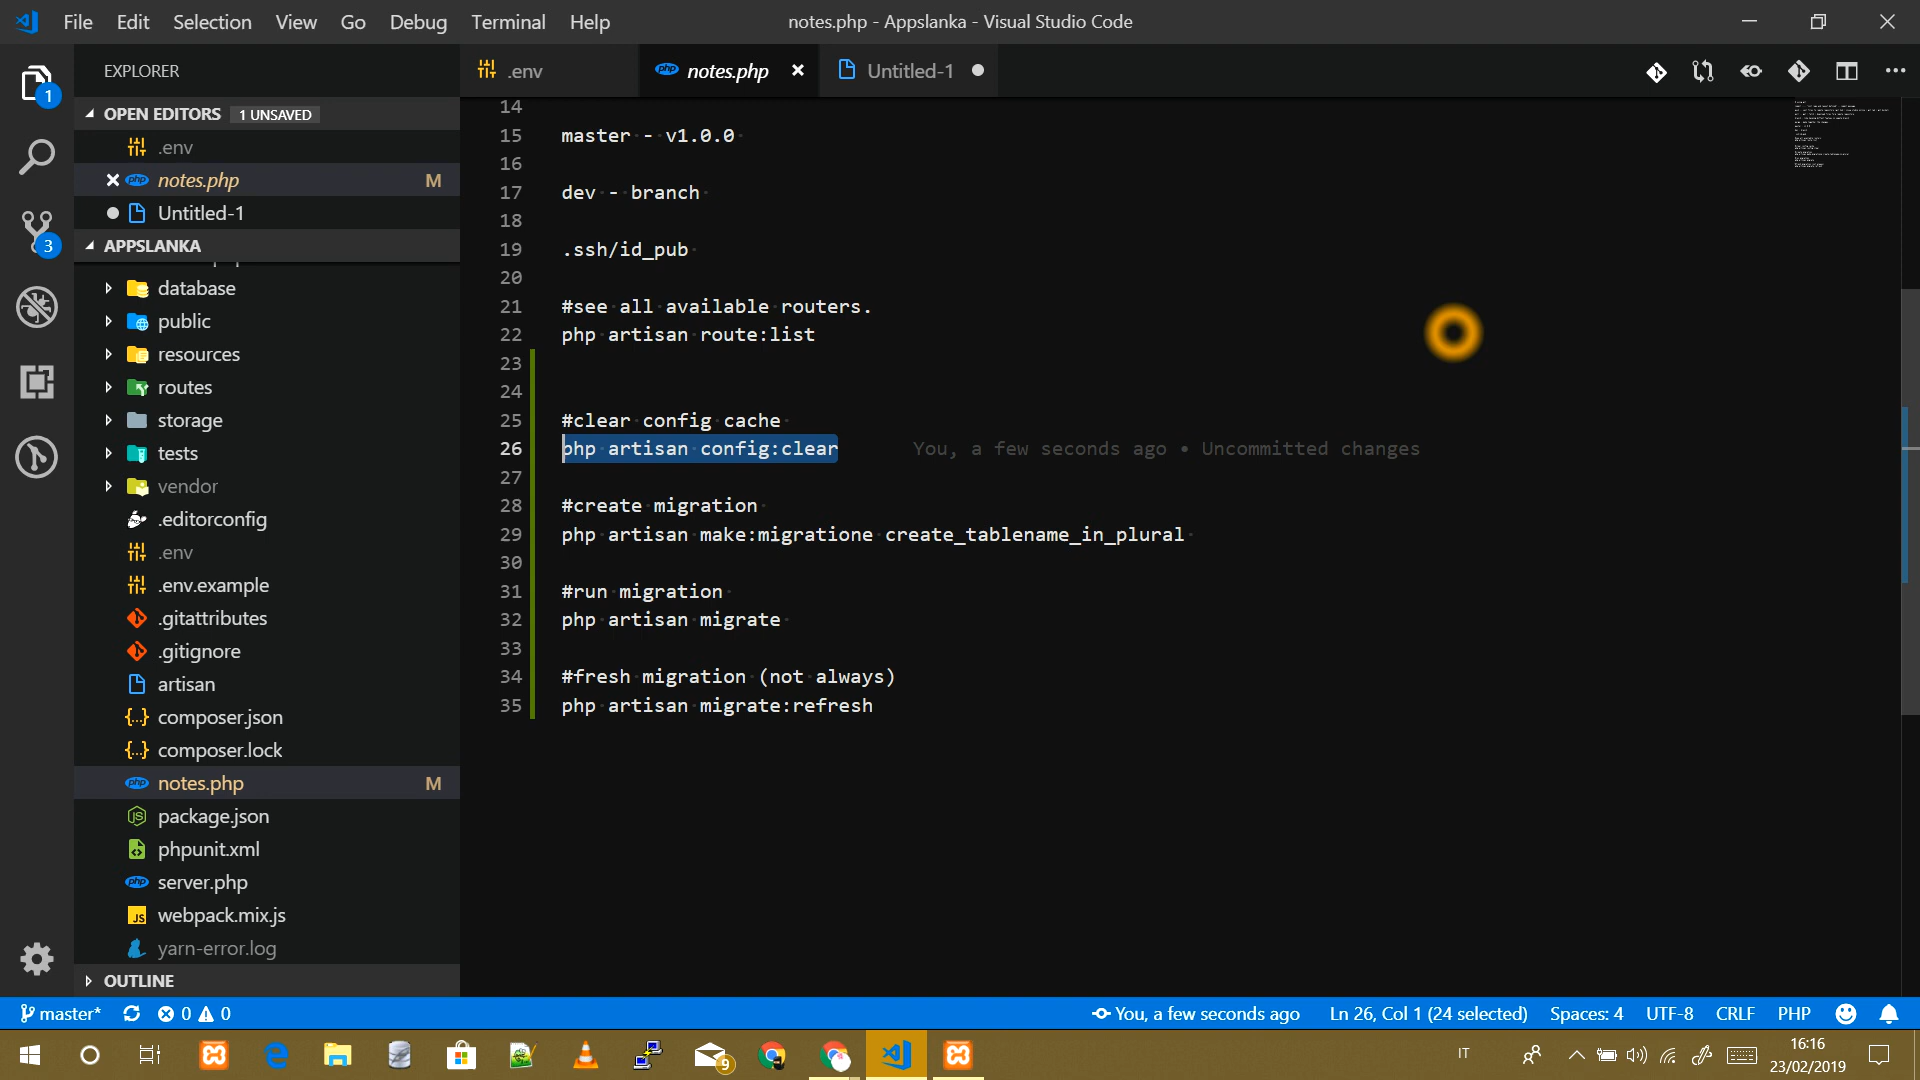 File Edit Selection View Go Debug Terminal Help
notes.php - Appslanka - Visual Studio Code
EXPLORER
OPEN EDITORS 1 UNSAVED
.env
notes.php M
Untitled-1
APPSLANKA
database
public
resources
routes
storage
tests
vendor
.editorconfig
.env
.env.example
.gitattributes
.gitignore
artisan
composer.json
composer.lock
notes.php M
package.json
phpunit.xml
server.php
webpack.mix.js
yarn-error.log
OUTLINE
1
3
.env
notes.php
Untitled-1
14
15 master - v1.0.0
16
17 dev - branch
18
19 .ssh/id_pub
20
21 #see all available routers.
22 php artisan route:list
23
24
25 #clear config cache
26 php artisan config:clear You, a few seconds ago • Uncommitted changes
27
28 #create migration
29 php artisan make:migratione create_tablename_in_plural
30
31 #run migration
32 php artisan migrate
33
34 #fresh migration (not always)
35 php artisan migrate:refresh
master* 0 0 You, a few seconds ago Ln 26, Col 1 (24 selected) Spaces: 4 UTF-8 CRLF PHP
9
IT
16:16
23/02/2019